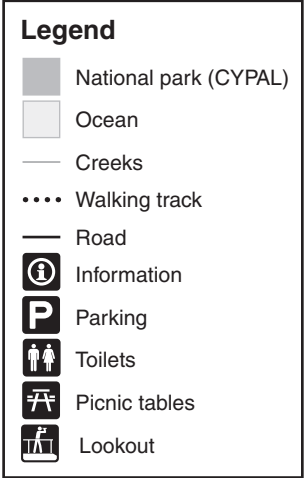 Legend
National park (CYPAL)
Ocean
Creeks
Walking track
Road
Information
P Parking
Toilets
Picnic tables
Lookout